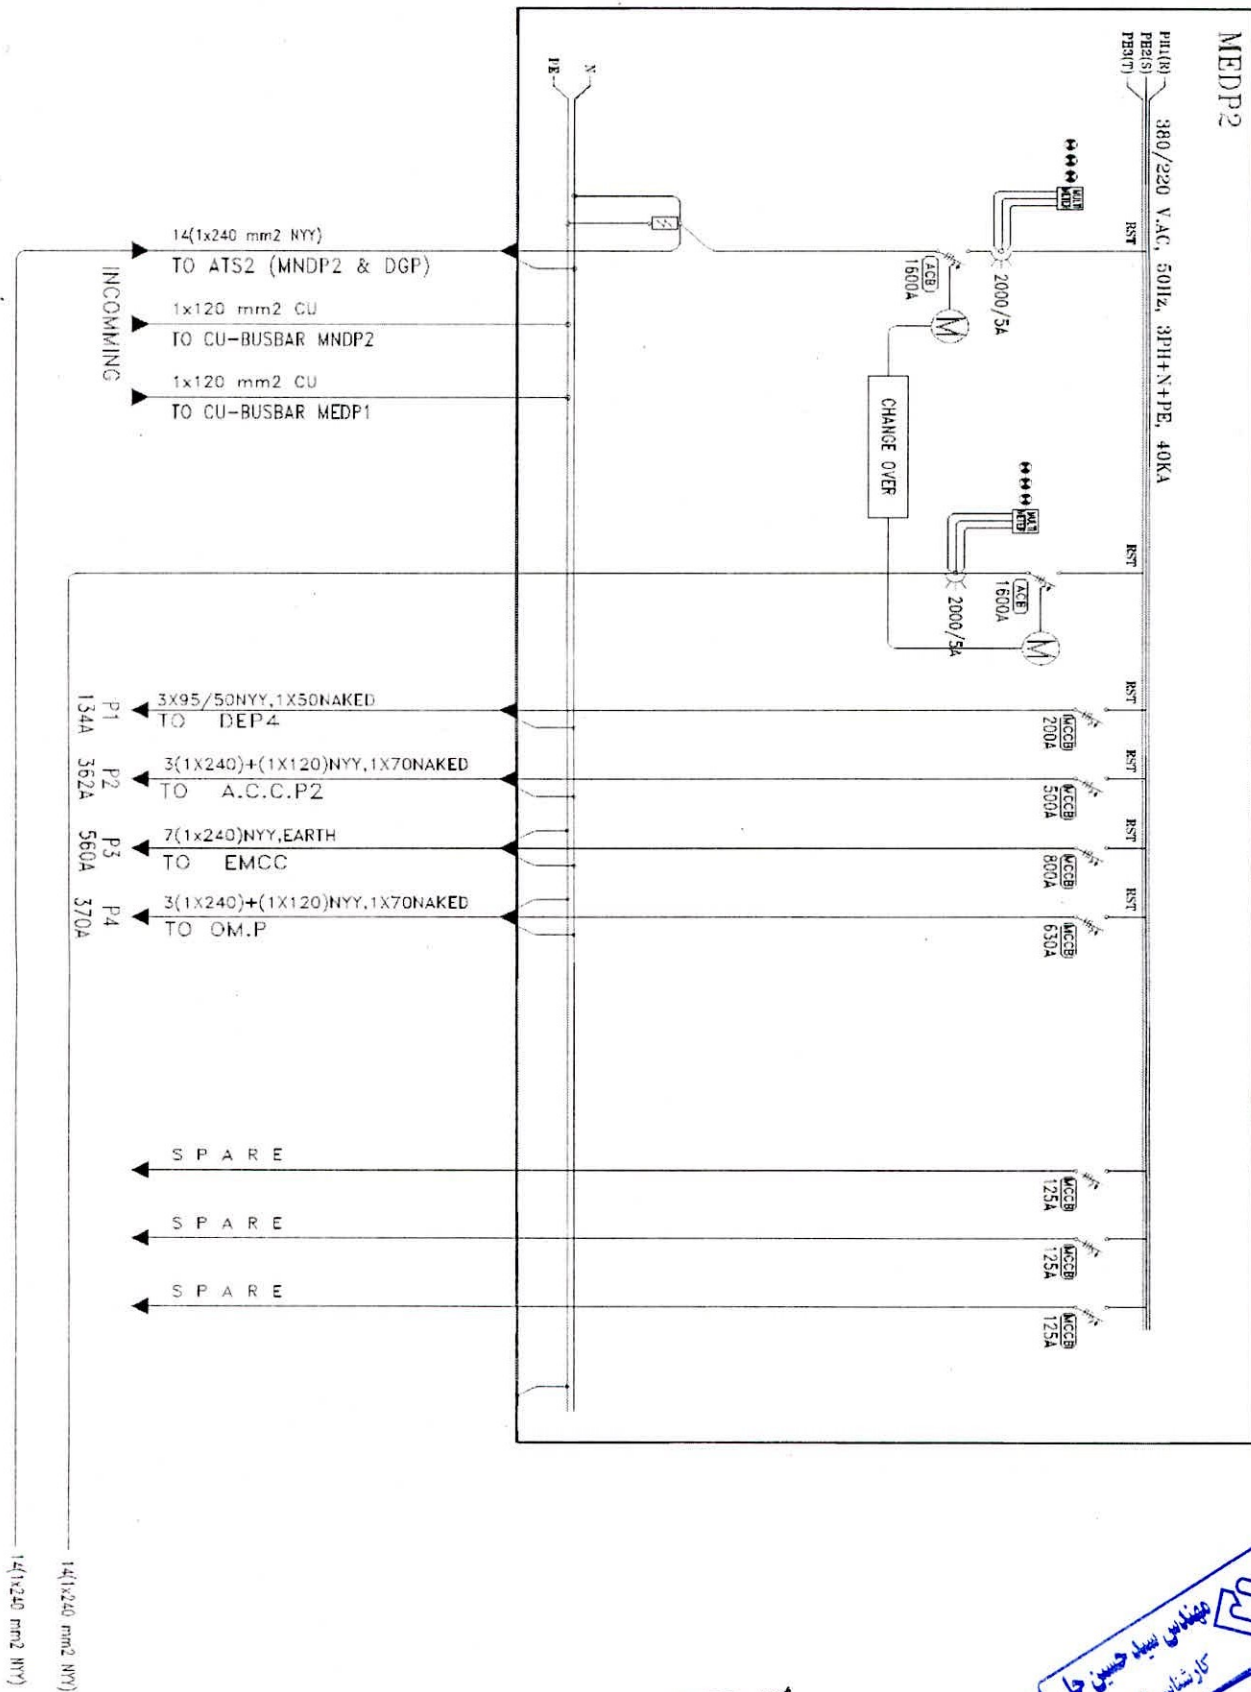 MEDP2
PH1(R)
PH2(S)
PH3(T)
380/220 V.AC, 50Hz, 3PH+N+PE, 40KA
RST
RST
RST
RST
RST
RST
MULTI
METER
2000/5A
ACB
1600A
M
CHANGE OVER
MULTI
METER
2000/5A
ACB
1600A
M
MCCB
200A
MCCB
500A
MCCB
800A
MCCB
630A
MCCB
125A
MCCB
125A
MCCB
125A
N
PE
14(1x240 mm2 NYY)
TO ATS2 (MNDP2 & DGP)
1x120 mm2 CU
TO CU-BUSBAR MNDP2
1x120 mm2 CU
TO CU-BUSBAR MEDP1
INCOMMING
3X95/50NYY,1X50NAKED
TO DEP4
P1
134A
3(1X240)+(1X120)NYY,1X70NAKED
TO A.C.C.P2
P2
362A
7(1x240)NYY,EARTH
TO EMCC
P3
560A
3(1X240)+(1X120)NYY,1X70NAKED
TO OM.P
P4
370A
S P A R E
S P A R E
S P A R E
14(1x240 mm2 NYY)
14(1x240 mm2 NYY)
مهندس سید حسین